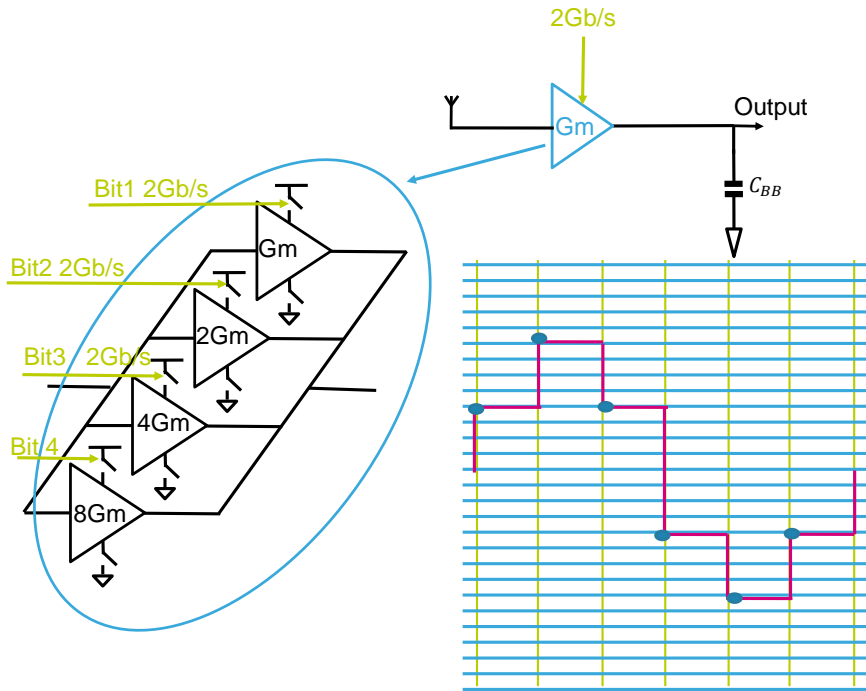 2Gb/s
Output
Gm
C_BB
Bit1 2Gb/s
Gm
Bit2 2Gb/s
2Gm
Bit3 2Gb/s
4Gm
Bit 4
8Gm